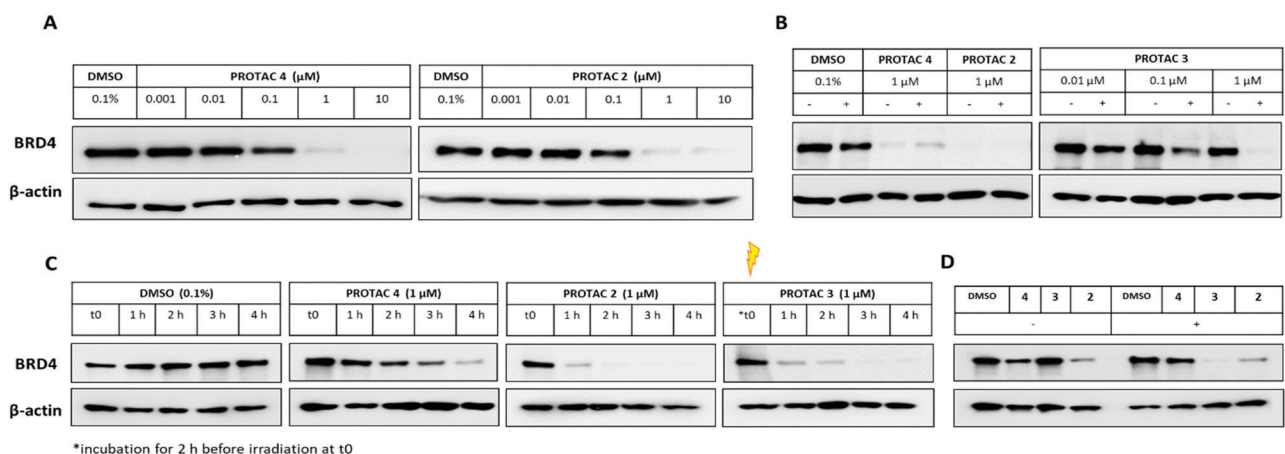 A
DMSO PROTAC 4 (µM) DMSO PROTAC 2 (µM)
0.1% 0.001 0.01 0.1 1 10 0.1% 0.001 0.01 0.1 1 10
BRD4
β-actin
B
DMSO PROTAC 4 PROTAC 2 PROTAC 3
0.1% 1 µM 1 µM 0.01 µM 0.1 µM 1 µM
- + - + - + - + - + - +
C
DMSO (0.1%) PROTAC 4 (1 µM) PROTAC 2 (1 µM) PROTAC 3 (1 µM)
t0 1 h 2 h 3 h 4 h t0 1 h 2 h 3 h 4 h t0 1 h 2 h 3 h 4 h *t0 1 h 2 h 3 h 4 h
BRD4
β-actin
*incubation for 2 h before irradiation at t0
D
DMSO 4 3 2 DMSO 4 3 2
- +